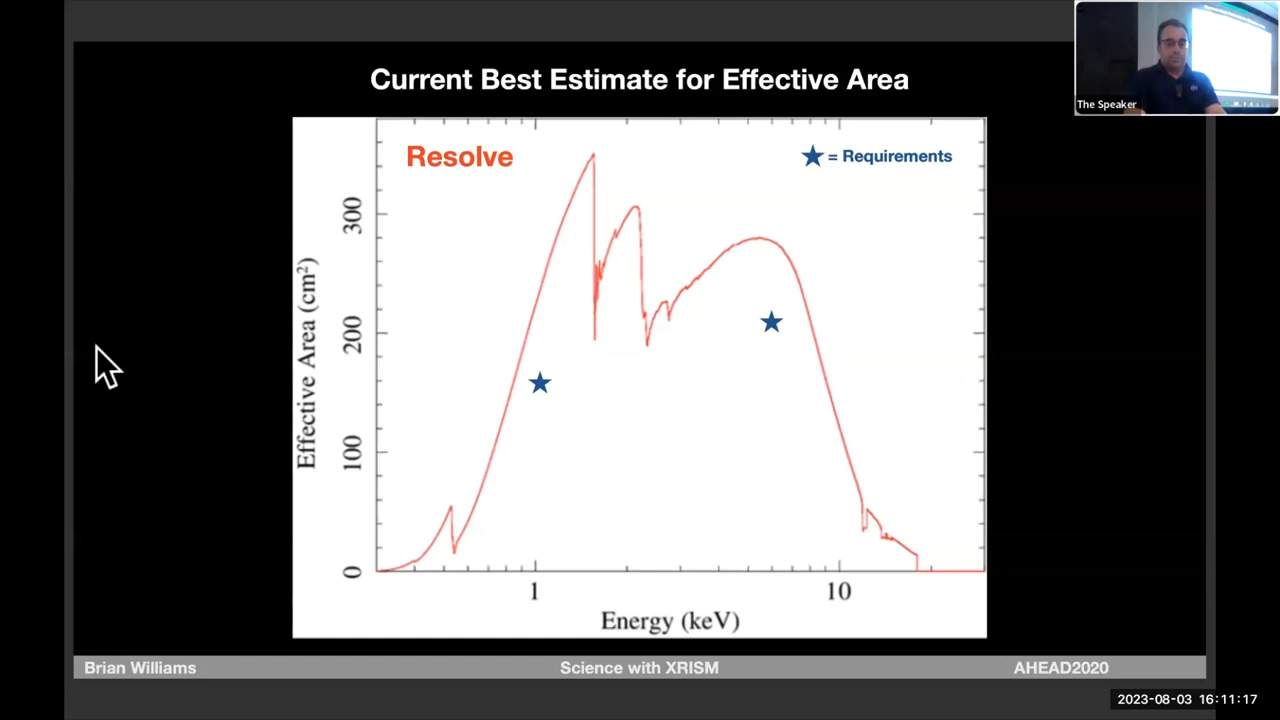 Current Best Estimate for Effective Area
The Speaker
Resolve
= Requirements
Effective Area (cm²)
300
200
100
0
1
10
Energy (keV)
Brian Williams
Science with XRISM
AHEAD2020
2023-08-03 16:11:17